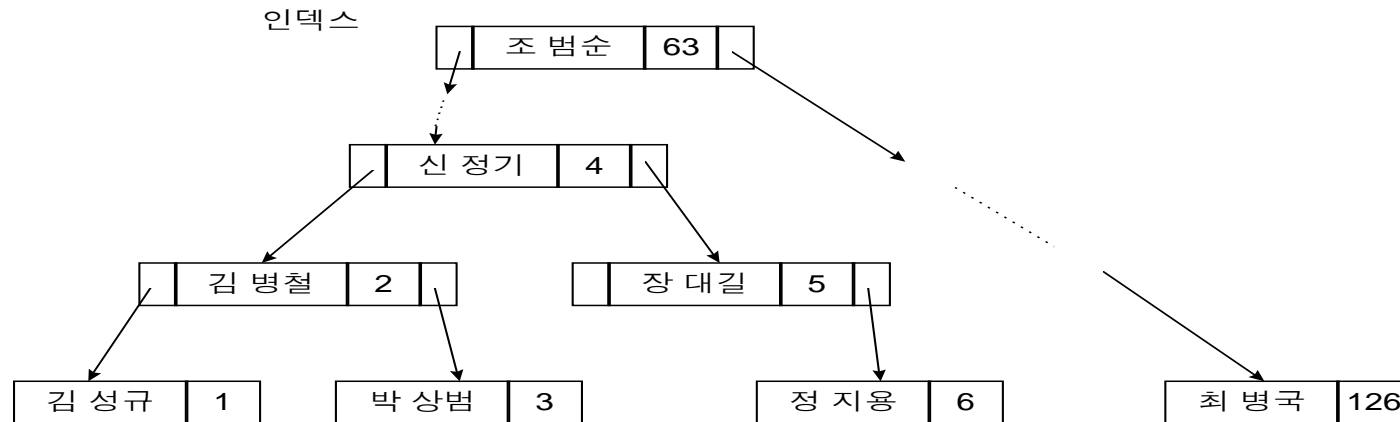 인덱스
조 범순 63
신 정기 4
김 병철 2 장 대길 5
김 성규 1 박 상범 3 정 지용 6 최 병국 126